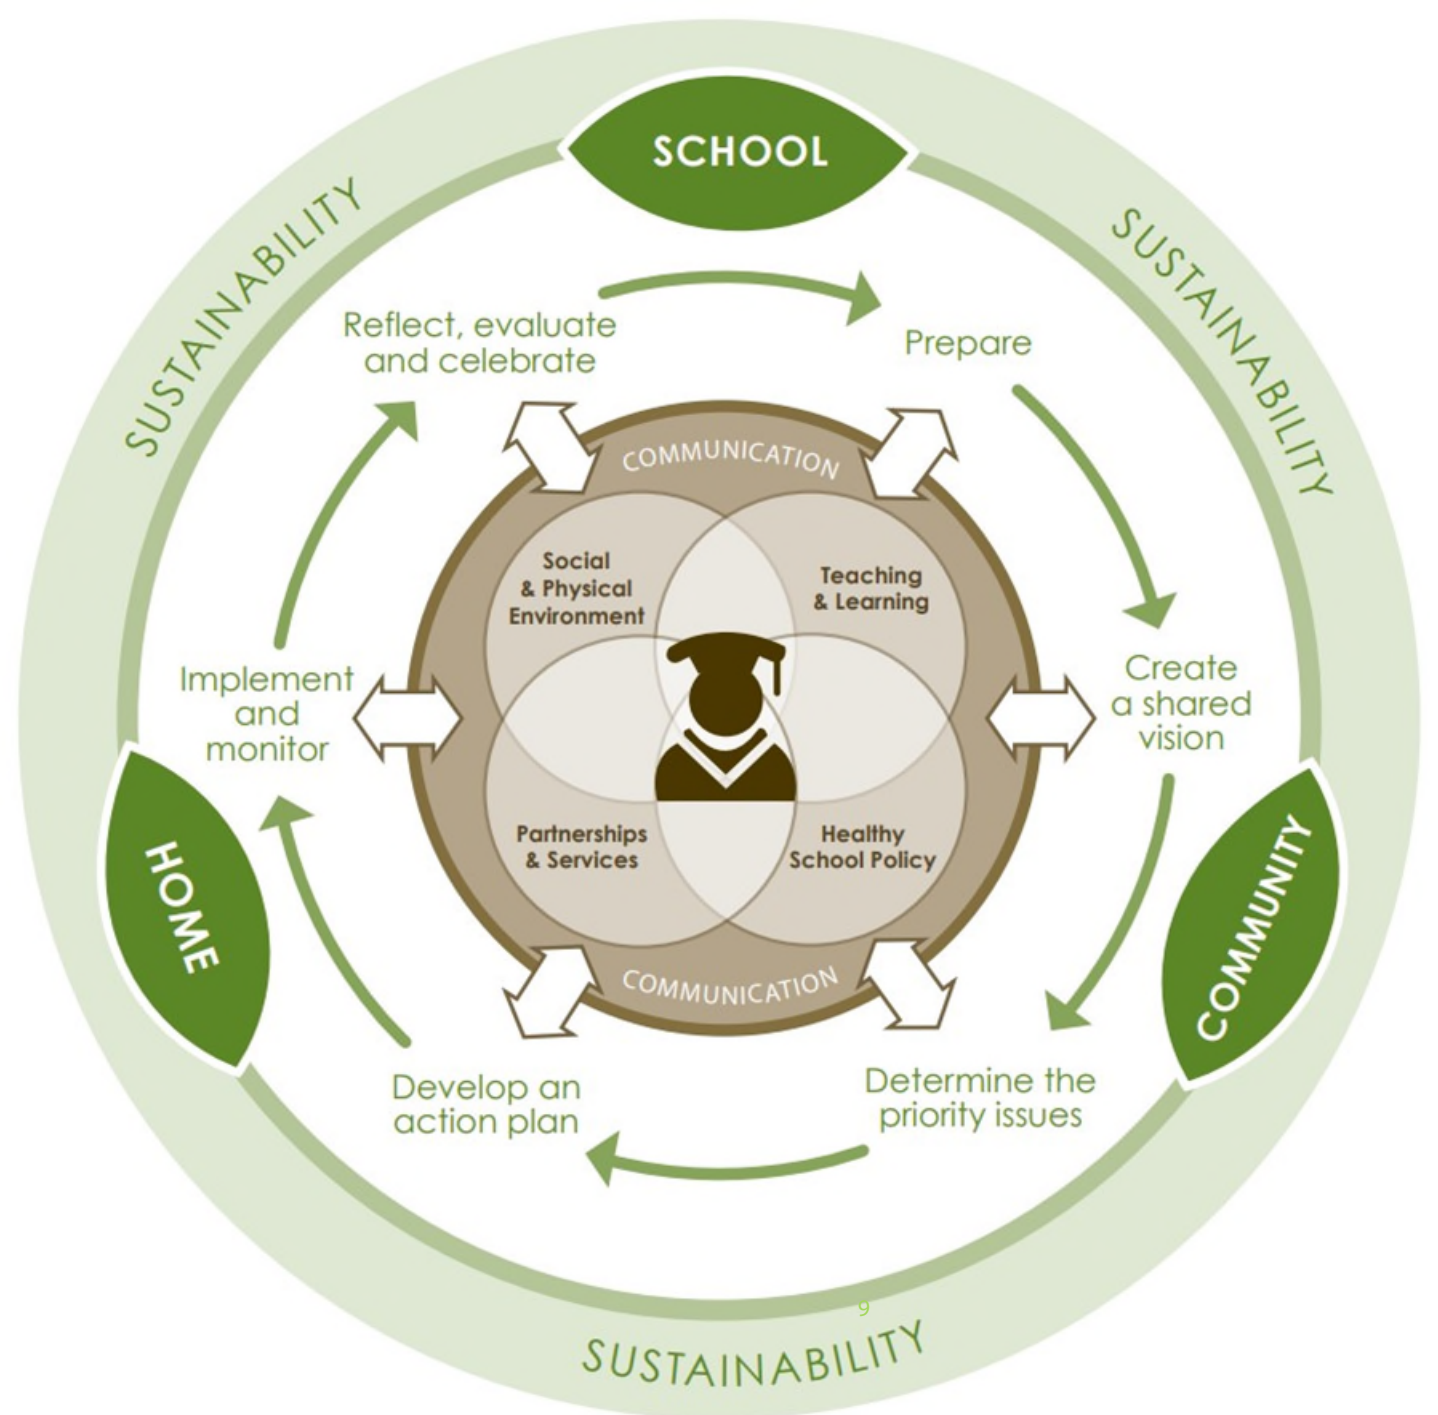 SCHOOL
SUSTAINABILITY
SUSTAINABILITY
Reflect, evaluate
and celebrate
Prepare
COMMUNICATION
Social
& Physical
Environment
Teaching
& Learning
Implement
and
monitor
Create
a shared
vision
Partnerships
& Services
Healthy
School Policy
HOME
COMMUNITY
COMMUNICATION
Develop an
action plan
Determine the
priority issues
9
SUSTAINABILITY